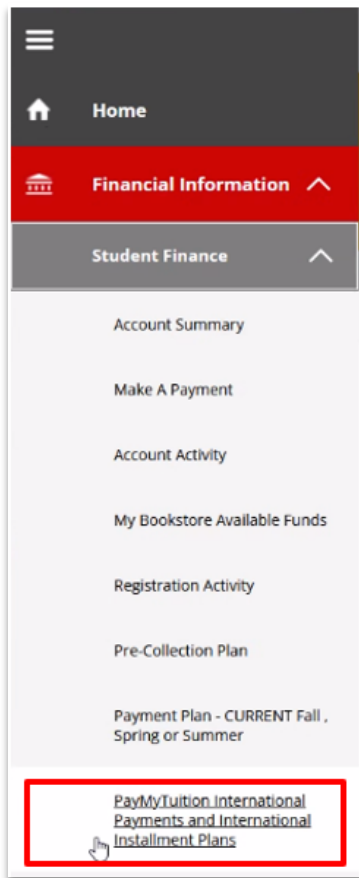 Home
Financial Information
Student Finance
Account Summary
Make A Payment
Account Activity
My Bookstore Available Funds
Registration Activity
Pre-Collection Plan
Payment Plan - CURRENT Fall ,
Spring or Summer
PayMyTuition International
Payments and International
Installment Plans